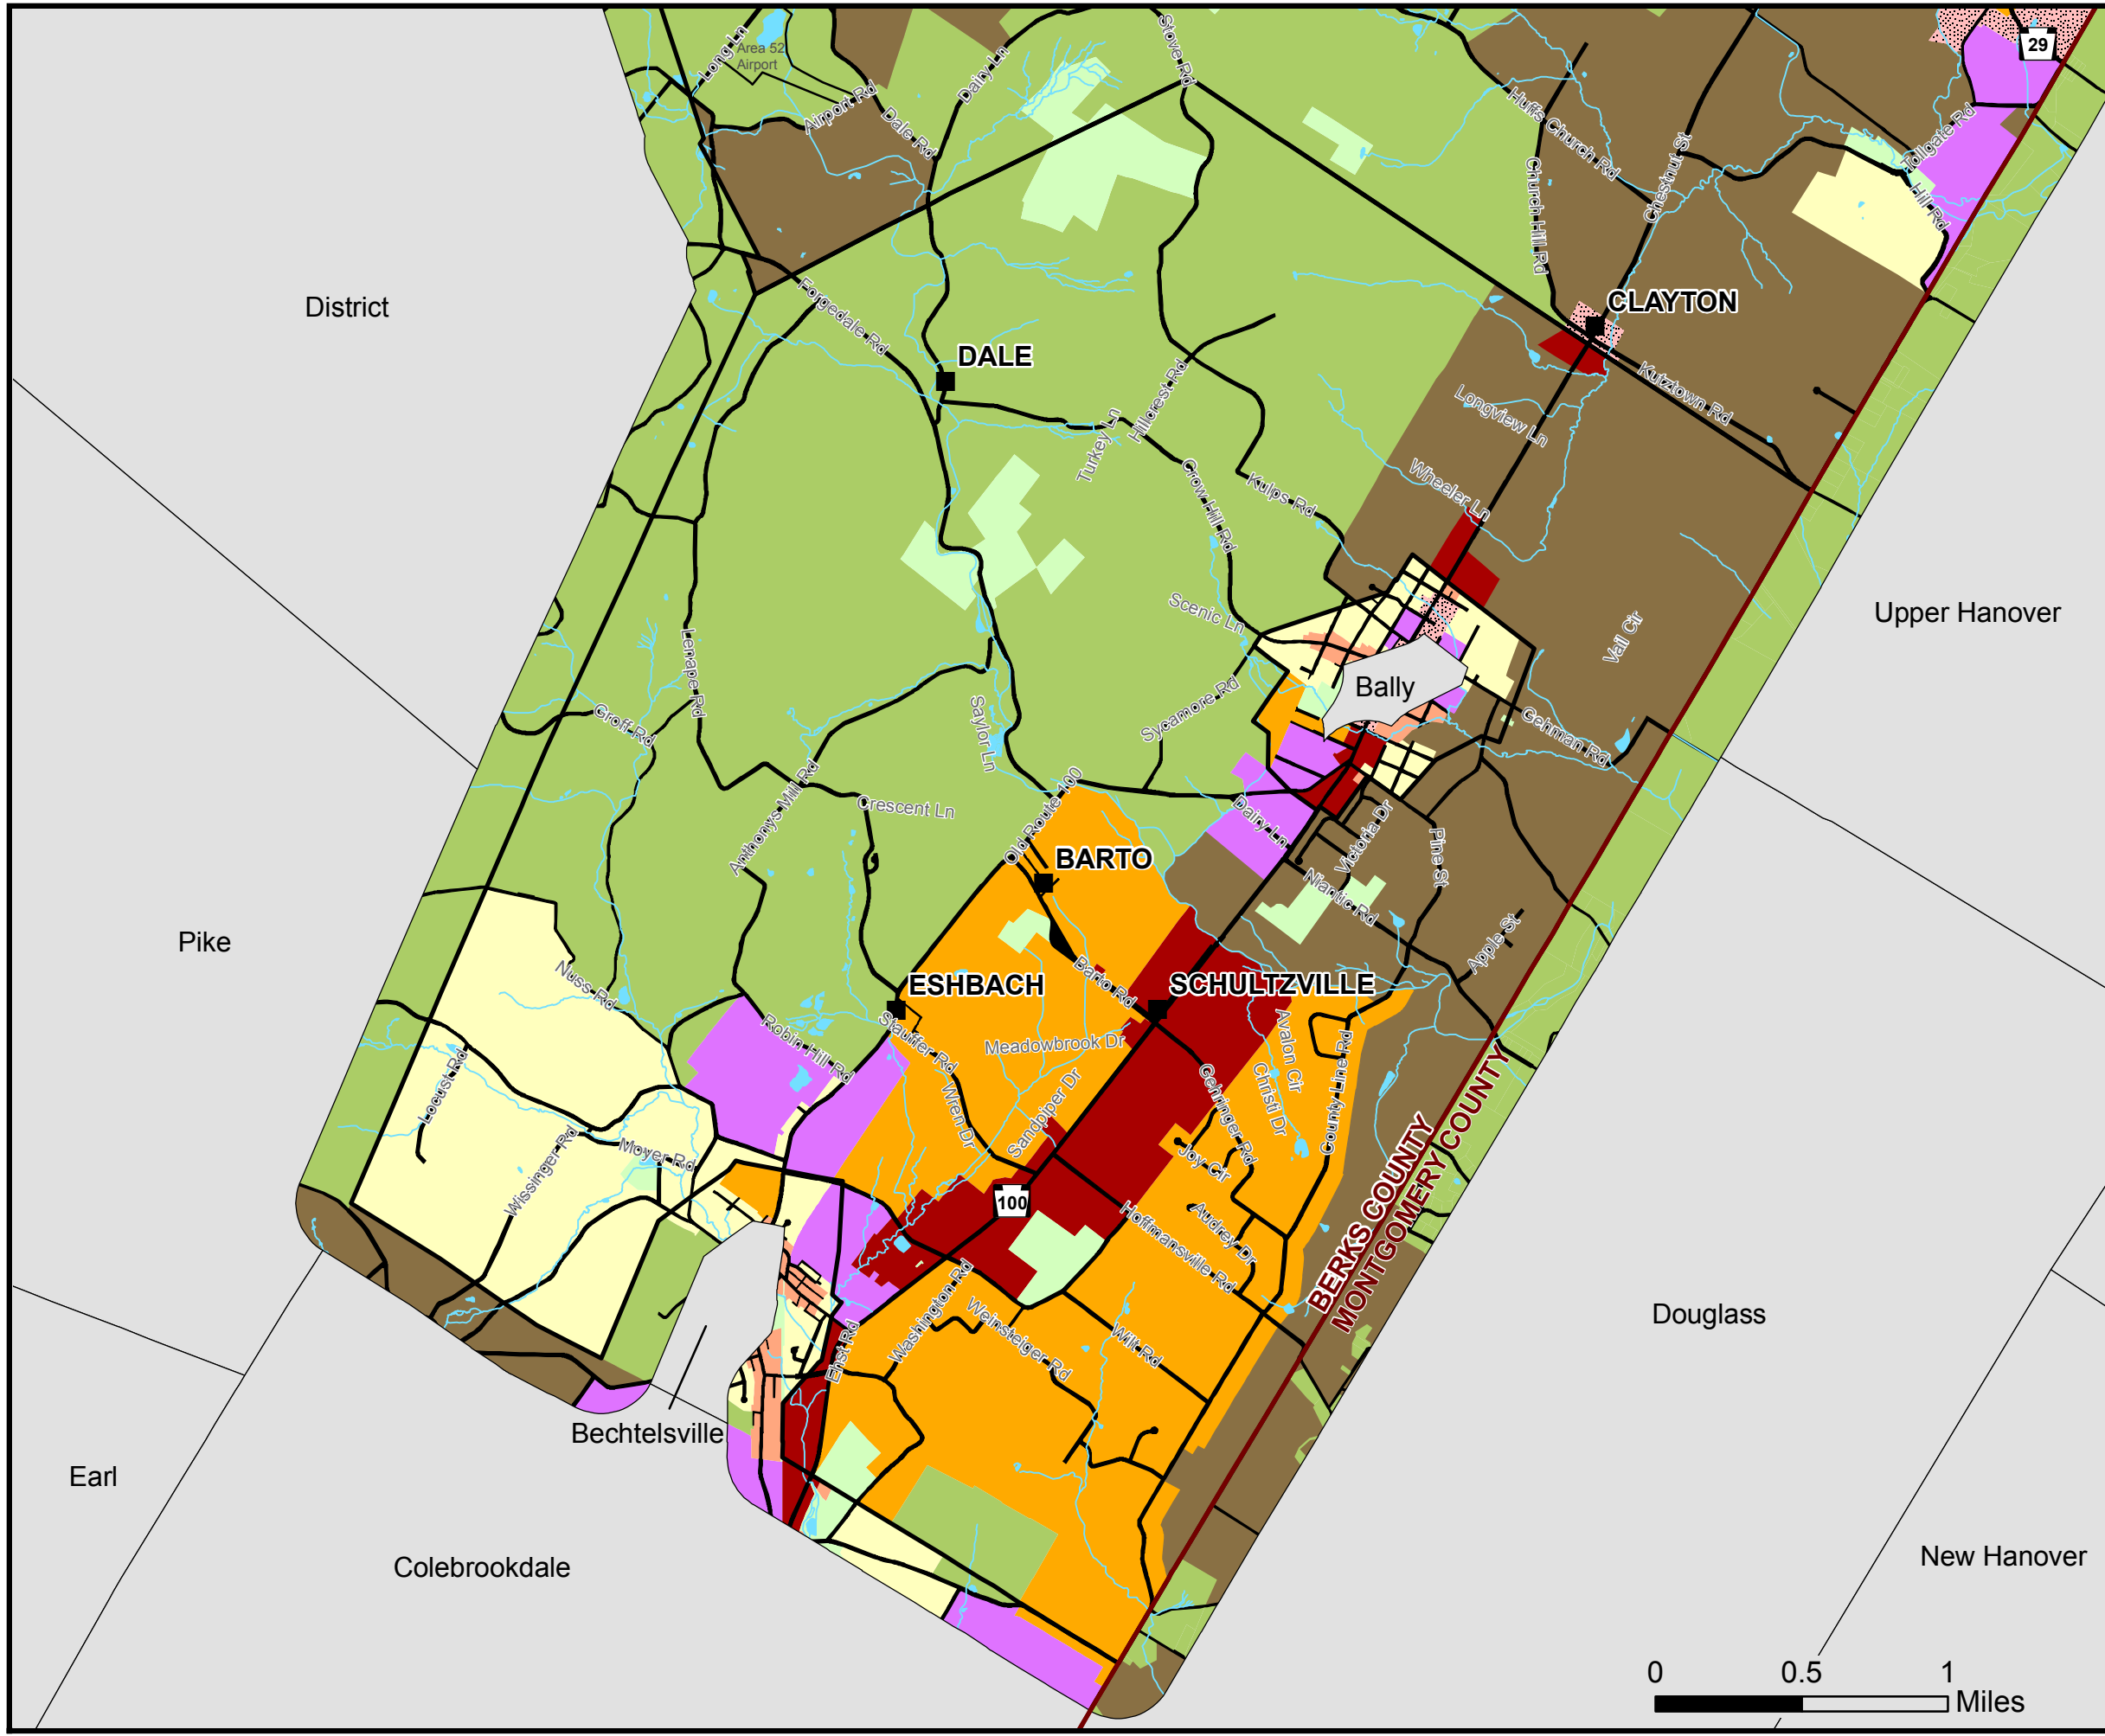 29
Stove Rd
Long Ln
Area 52
Airport
Dairy Ln
Airport Rd
Dale Rd
Huffs Church Rd
Tollgate Rd
Chestnut St
Church Hill Rd
Hill Rd
District
Forgedale Rd
CLAYTON
DALE
Kutztown Rd
Hillcrest Rd
Longview Ln
Turkey Ln
Wheeler Ln
Crow Hill Rd
Kulps Rd
Scenic Ln
Upper Hanover
Vail Cir
Lenape Rd
Bally
Sycamore Rd
Groff Rd
Saylor Ln
Gehman Rd
Anthonys Mill Rd
Crescent Ln
Old Route 100
Dairy Ln
Victoria Dr
Pine St
BARTO
Niantic Rd
Apple St
Pike
Nuss Rd
Barto Rd
ESHBACH
SCHULTZVILLE
Stauffer Rd
Robin Hill Rd
Meadowbrook Dr
Avalon Cir
Locust Rd
Wren Dr
Sandpiper Dr
Gehringer Rd
Christi Dr
County Line Rd
Wissinger Rd
Moyer Rd
Joy Cir
BERKS COUNTY
MONTGOMERY COUNTY
100
Hoffmansville Rd
Audrey Dr
Washington Rd
Weinsteiger Rd
Wilt Rd
Ehst Rd
Douglass
Bechtelsville
Earl
Colebrookdale
New Hanover
0 0.5 1
Miles